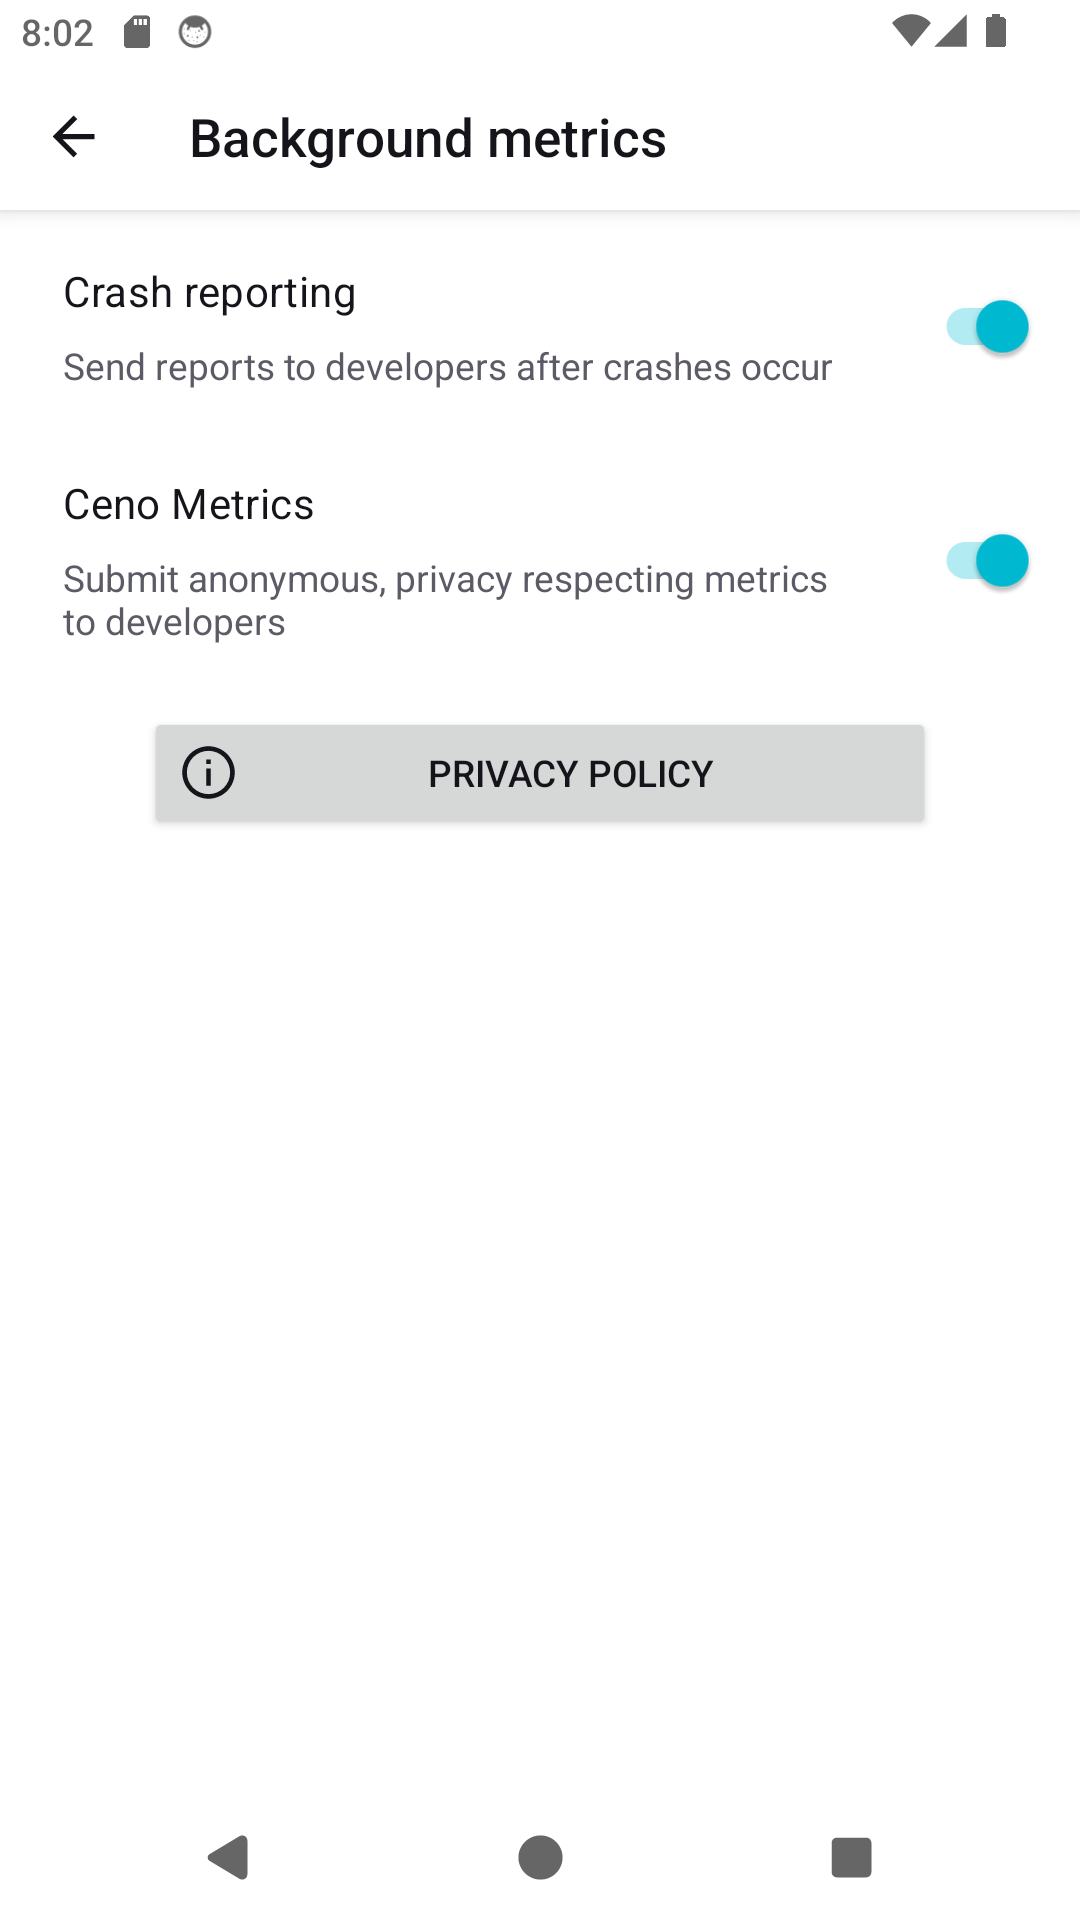 8:02
Background metrics
Crash reporting
Send reports to developers after crashes occur
Ceno Metrics
Submit anonymous, privacy respecting metrics
to developers
PRIVACY POLICY